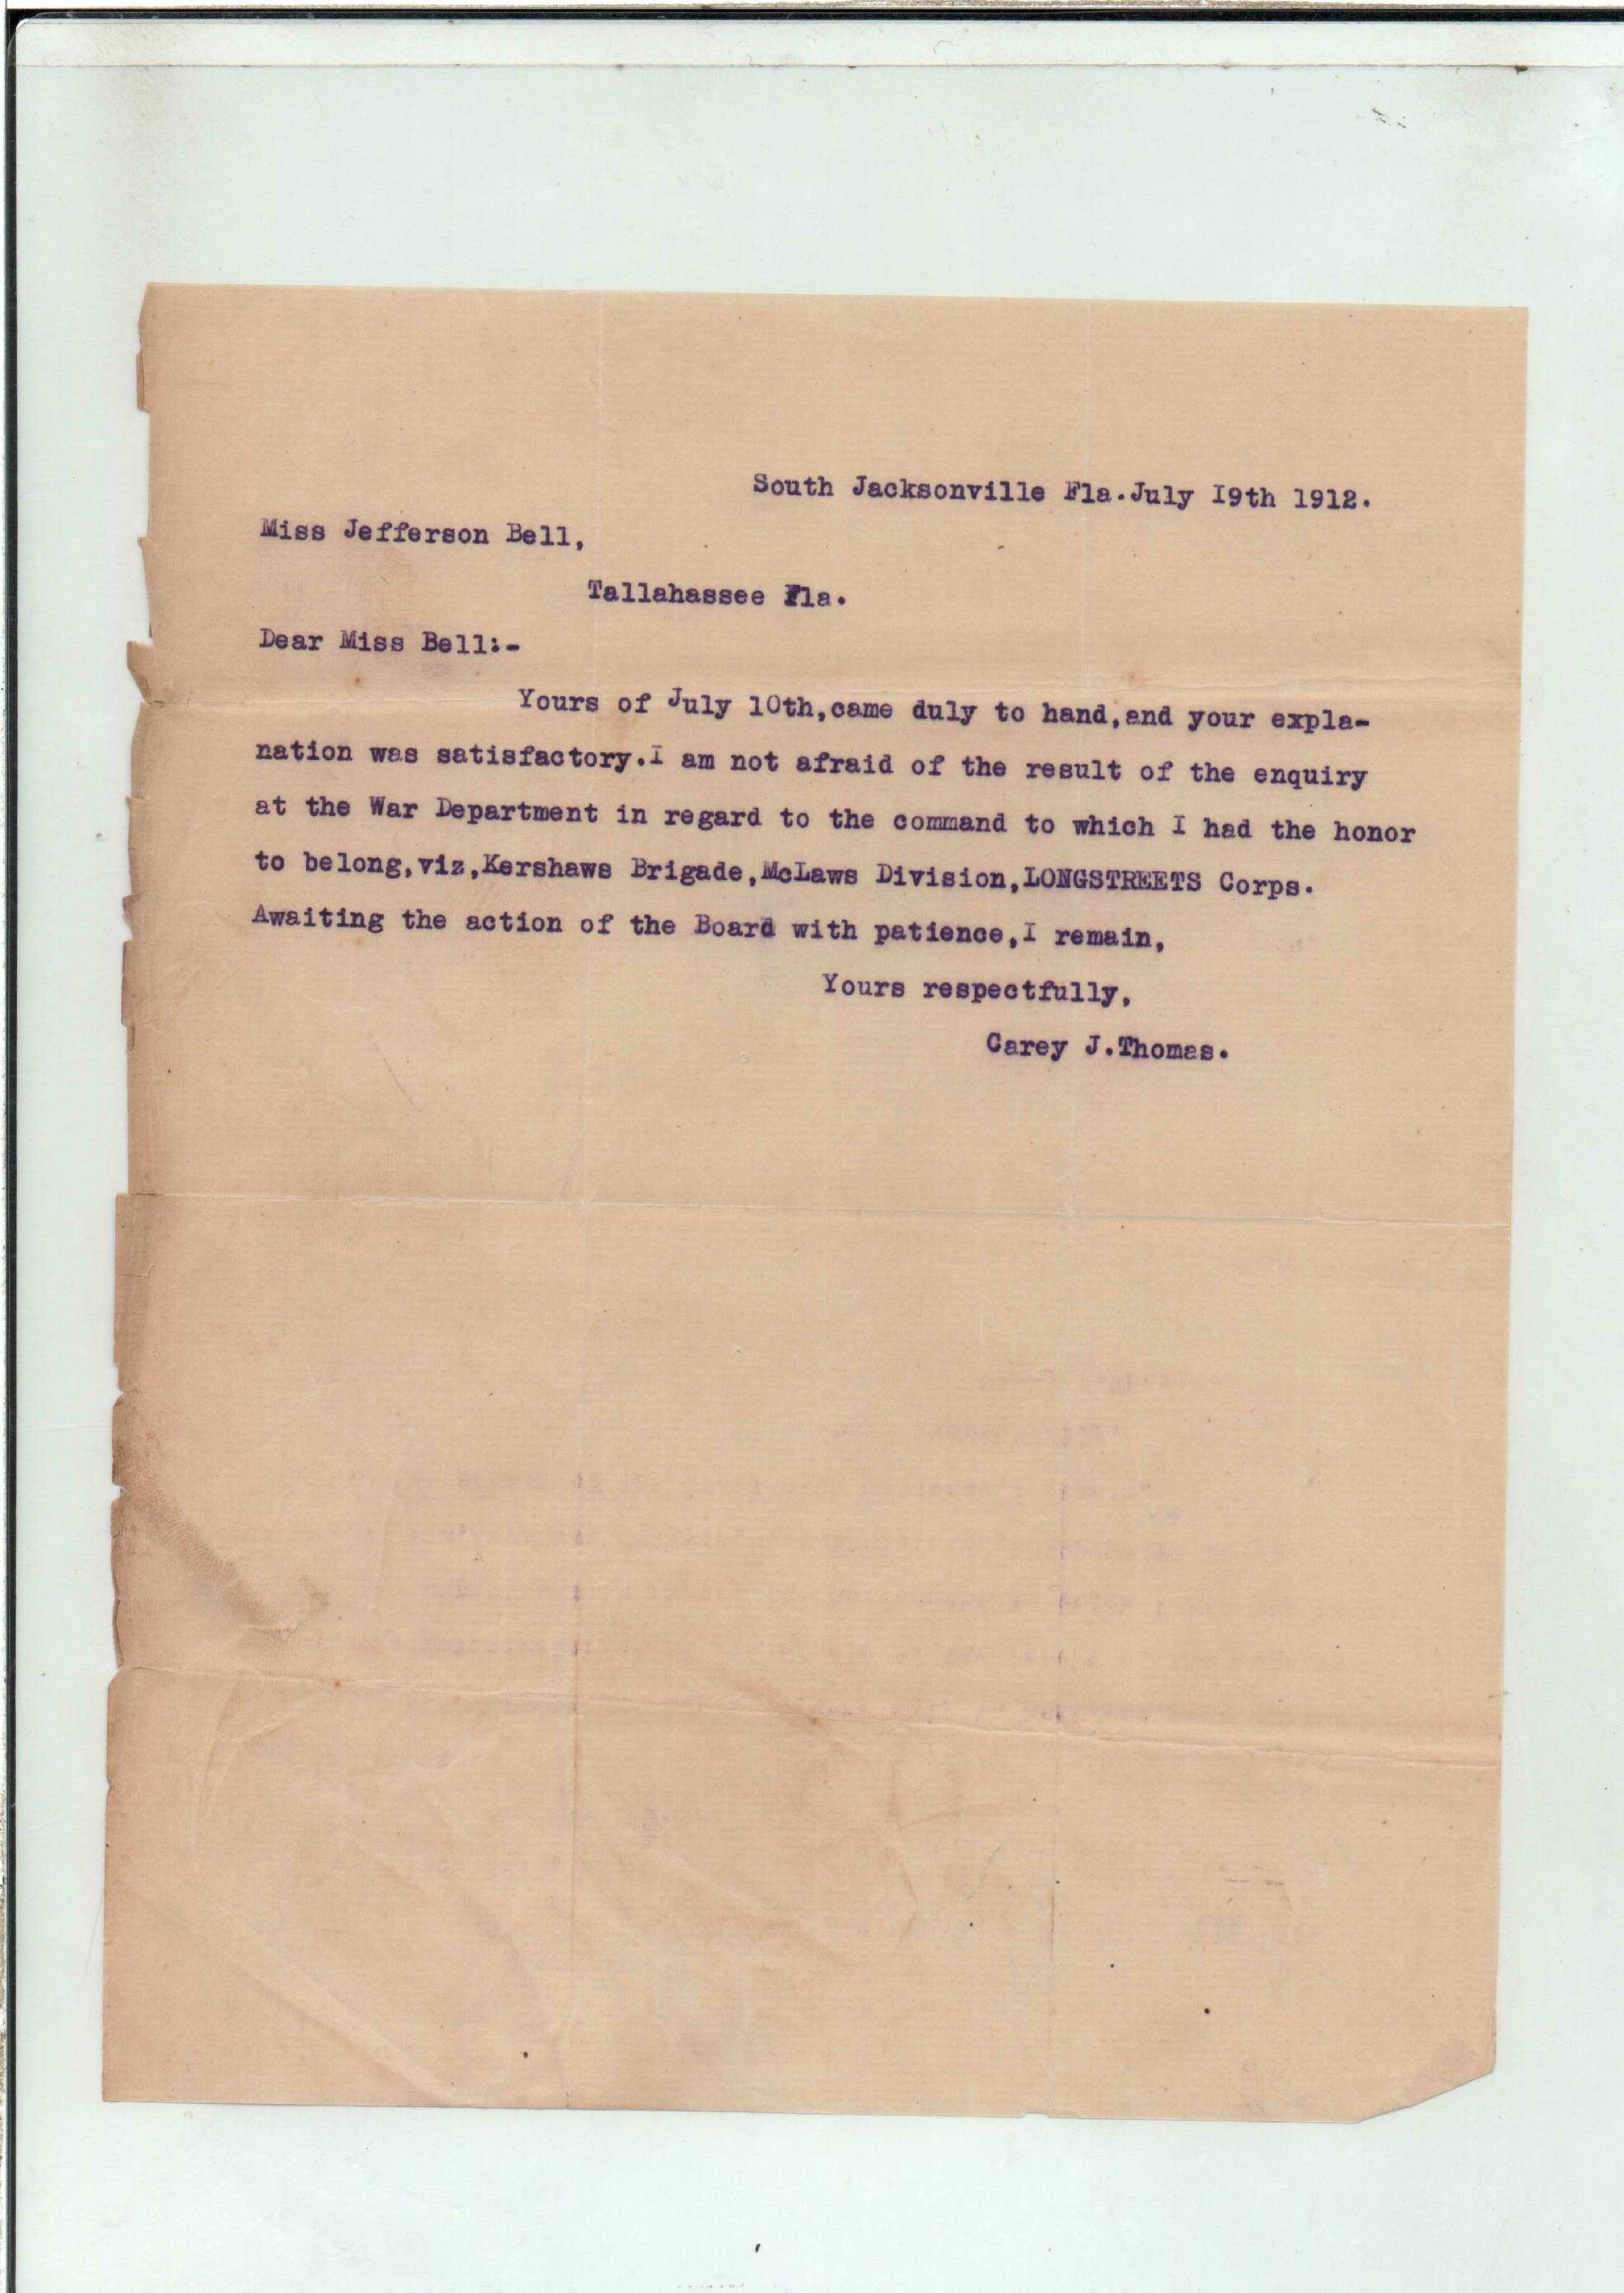 South Jacksonville Fla.July I9th 1912.
Miss Jefferson Bell,
Tallahassee Fla.
Dear Miss Bell:-
Yours of July 10th,came duly to hand,and your expla-
nation was satisfactory.I am not afraid of the result of the enquiry
at the War Department in regard to the command to which I had the honor
to belong,viz,Kershaws Brigade,McLaws Division,LONGSTREETS Corps.
Awaiting the action of the Board with patience,I remain,
Yours respectfully,
Carey J.Thomas.